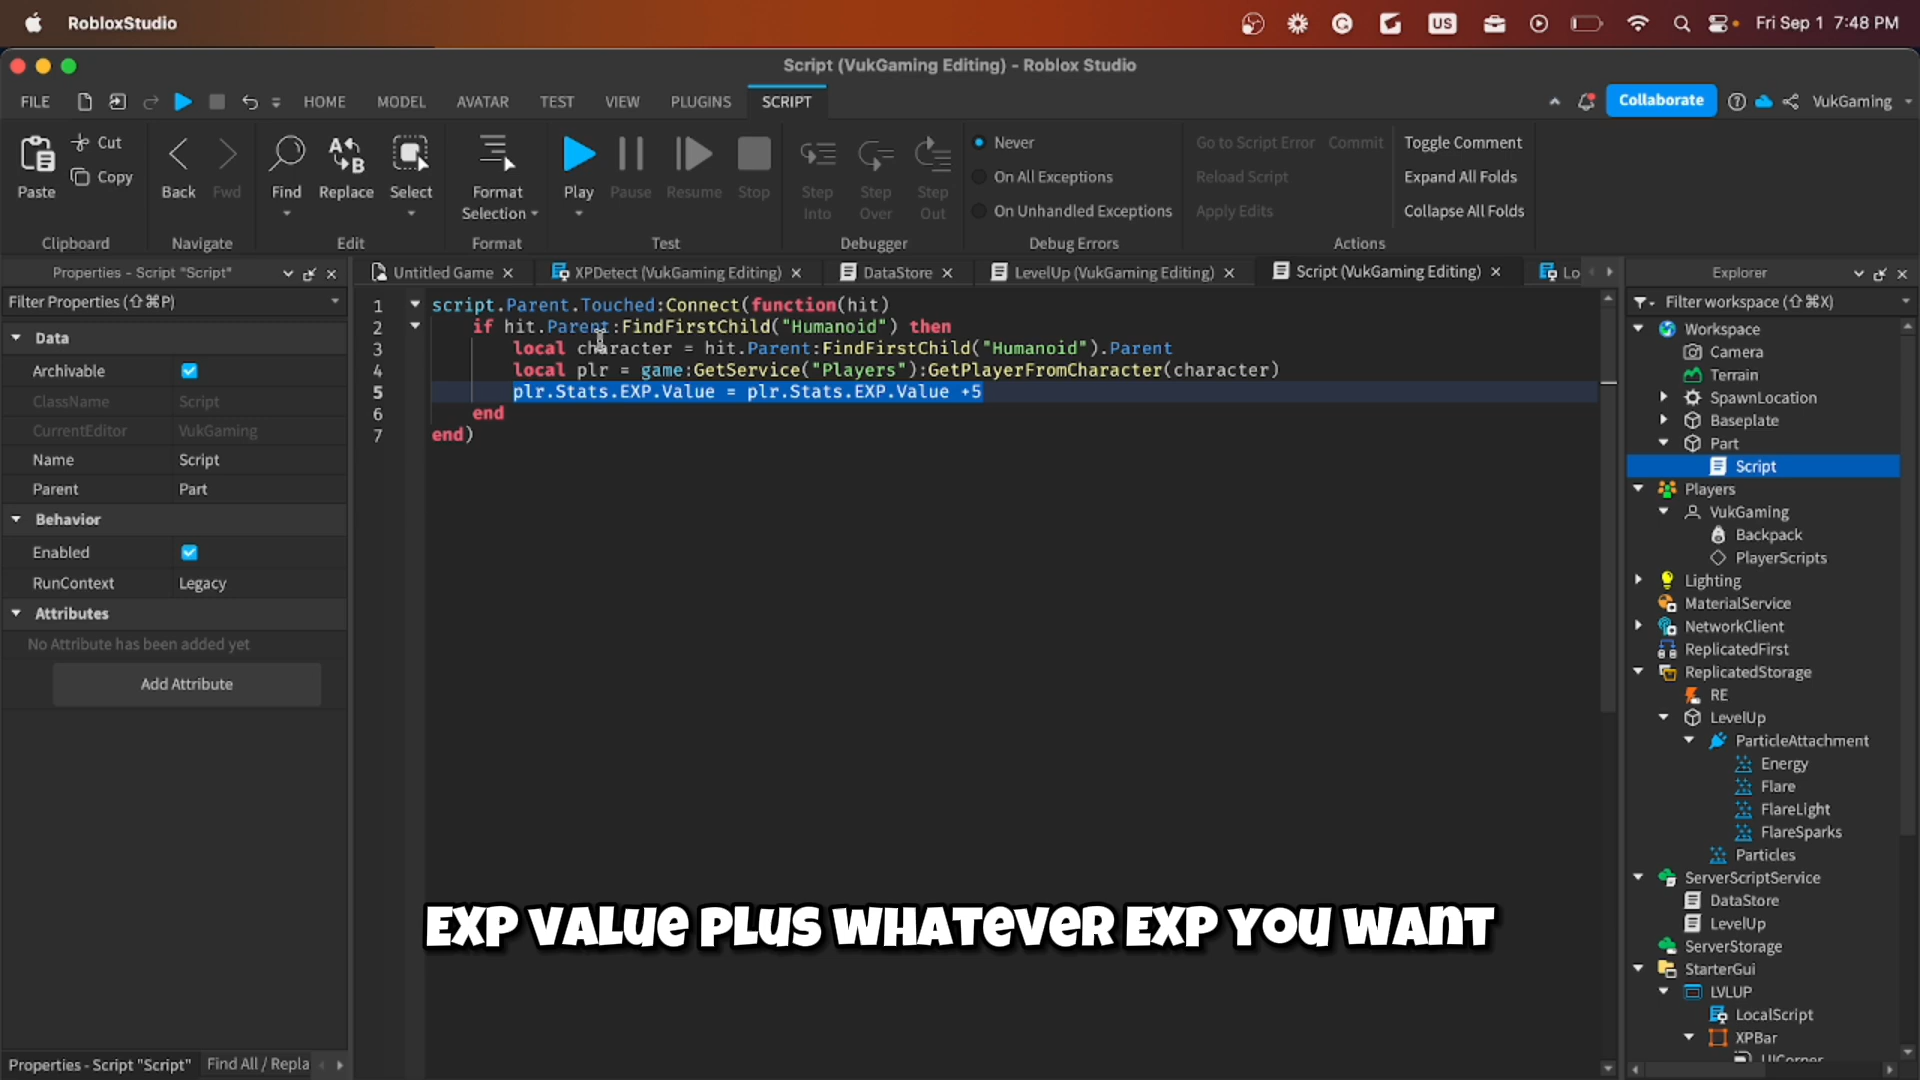 RobloxStudio
US
Fri Sep 1 7:48 PM
Script (VukGaming Editing) - Roblox Studio
FILE
HOME
MODEL
AVATAR
TEST
VIEW
PLUGINS
SCRIPT
Collaborate
VukGaming
Paste
Cut
Copy
Clipboard
Back
Fwd
Navigate
Find
Replace
Select
Edit
Format
Selection
Format
Play
Pause
Resume
Stop
Test
Step
Into
Step
Over
Step
Out
Debugger
Never
On All Exceptions
On Unhandled Exceptions
Debug Errors
Go to Script Error
Commit
Reload Script
Apply Edits
Toggle Comment
Expand All Folds
Collapse All Folds
Actions
Properties - Script "Script"
Filter Properties (⇧⌘P)
Data
Archivable
ClassName Script
CurrentEditor VukGaming
Name Script
Parent Part
Behavior
Enabled
RunContext Legacy
Attributes
No Attribute has been added yet
Add Attribute
Properties - Script "Script"
Find All / Repla
Untitled Game
XPDetect (VukGaming Editing)
DataStore
LevelUp (VukGaming Editing)
Script (VukGaming Editing)
Lo
1 script.Parent.Touched:Connect(function(hit)
2 if hit.Parent:FindFirstChild("Humanoid") then
3 local character = hit.Parent:FindFirstChild("Humanoid").Parent
4 local plr = game:GetService("Players"):GetPlayerFromCharacter(character)
5 plr.Stats.EXP.Value = plr.Stats.EXP.Value +5
6 end
7 end)
EXP VALUE PLUS WHATEVER EXP YOU WANT
Explorer
Filter workspace (⇧⌘X)
Workspace
Camera
Terrain
SpawnLocation
Baseplate
Part
Script
Players
VukGaming
Backpack
PlayerScripts
Lighting
MaterialService
NetworkClient
ReplicatedFirst
ReplicatedStorage
RE
LevelUp
ParticleAttachment
Energy
Flare
FlareLight
FlareSparks
Particles
ServerScriptService
DataStore
LevelUp
ServerStorage
StarterGui
LVLUP
LocalScript
XPBar
UICorner